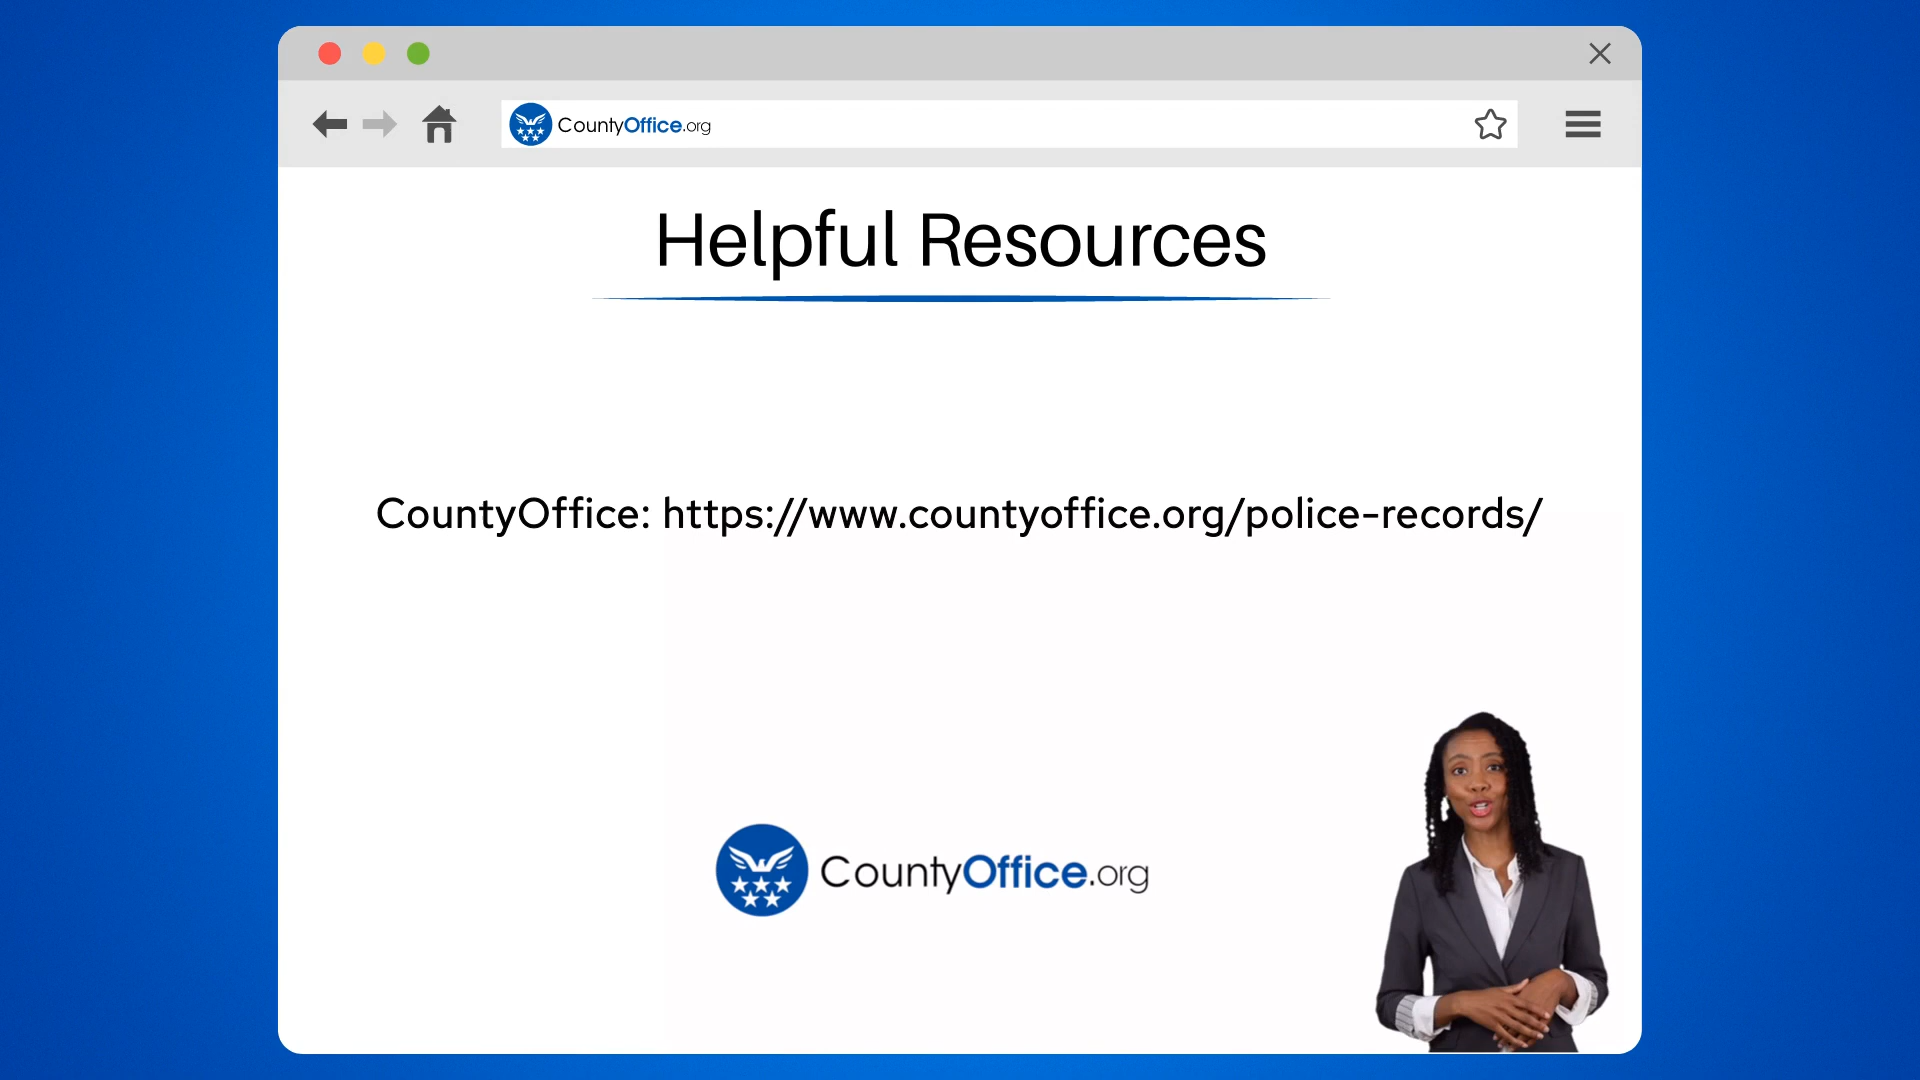 CountyOffice.org
Helpful Resources
CountyOffice: https://www.countyoffice.org/police-records/
CountyOffice.org